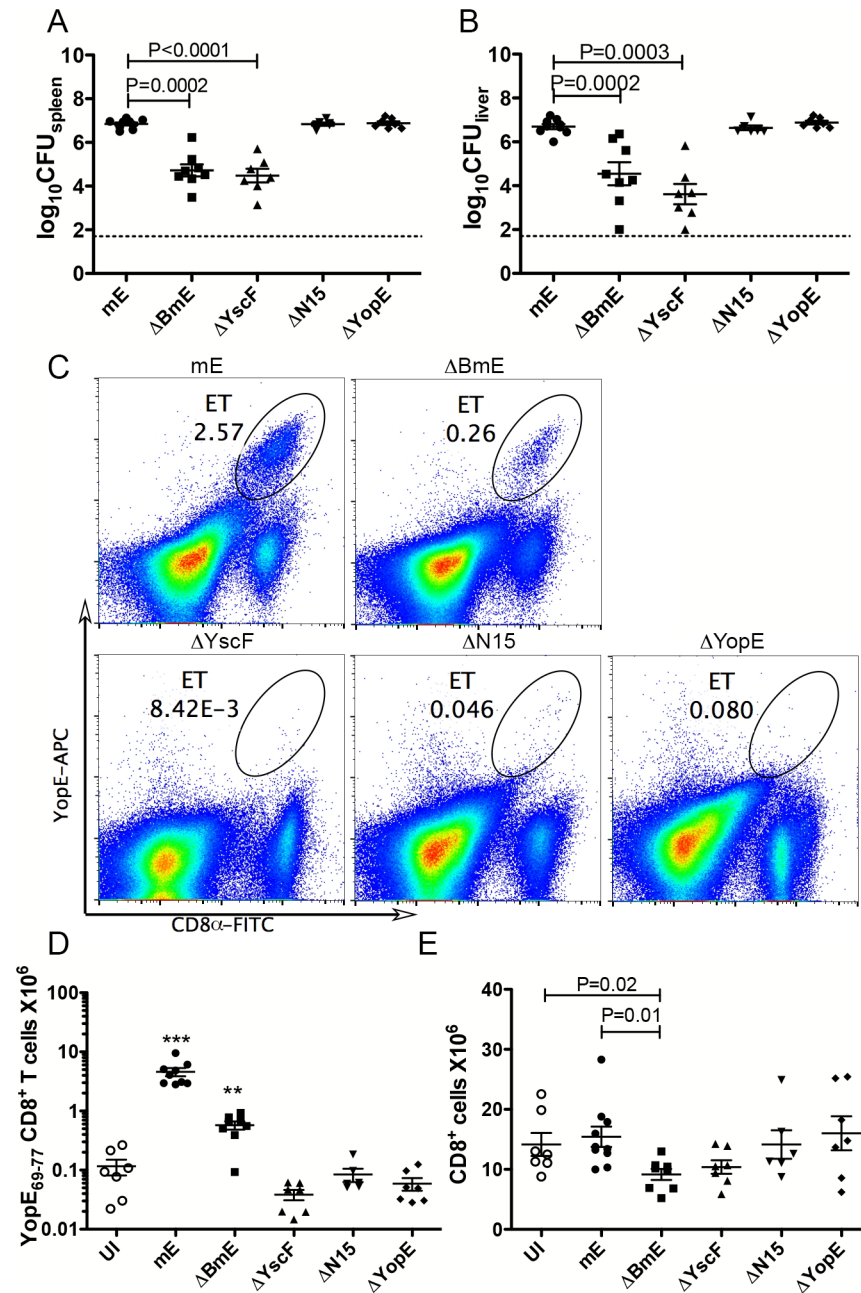 A
P<0.0001
P=0.0002
log10CFUspleen
10
8
6
4
2
0
mE
ΔBmE
ΔYscF
ΔN15
ΔYopE
B
P=0.0003
P=0.0002
log10CFUliver
10
8
6
4
2
0
mE
ΔBmE
ΔYscF
ΔN15
ΔYopE
C
mE
ET
2.57
ΔBmE
ET
0.26
ΔYscF
ET
8.42E-3
ΔN15
ET
0.046
ΔYopE
ET
0.080
YopE-APC
CD8α-FITC
D
YopE69-77 CD8+ T cells X10^6
100
10
1
0.1
0.01
***
**
UI
mE
ΔBmE
ΔYscF
ΔN15
ΔYopE
E
P=0.02
P=0.01
CD8+ cells X10^6
40
30
20
10
0
UI
mE
ΔBmE
ΔYscF
ΔN15
ΔYopE